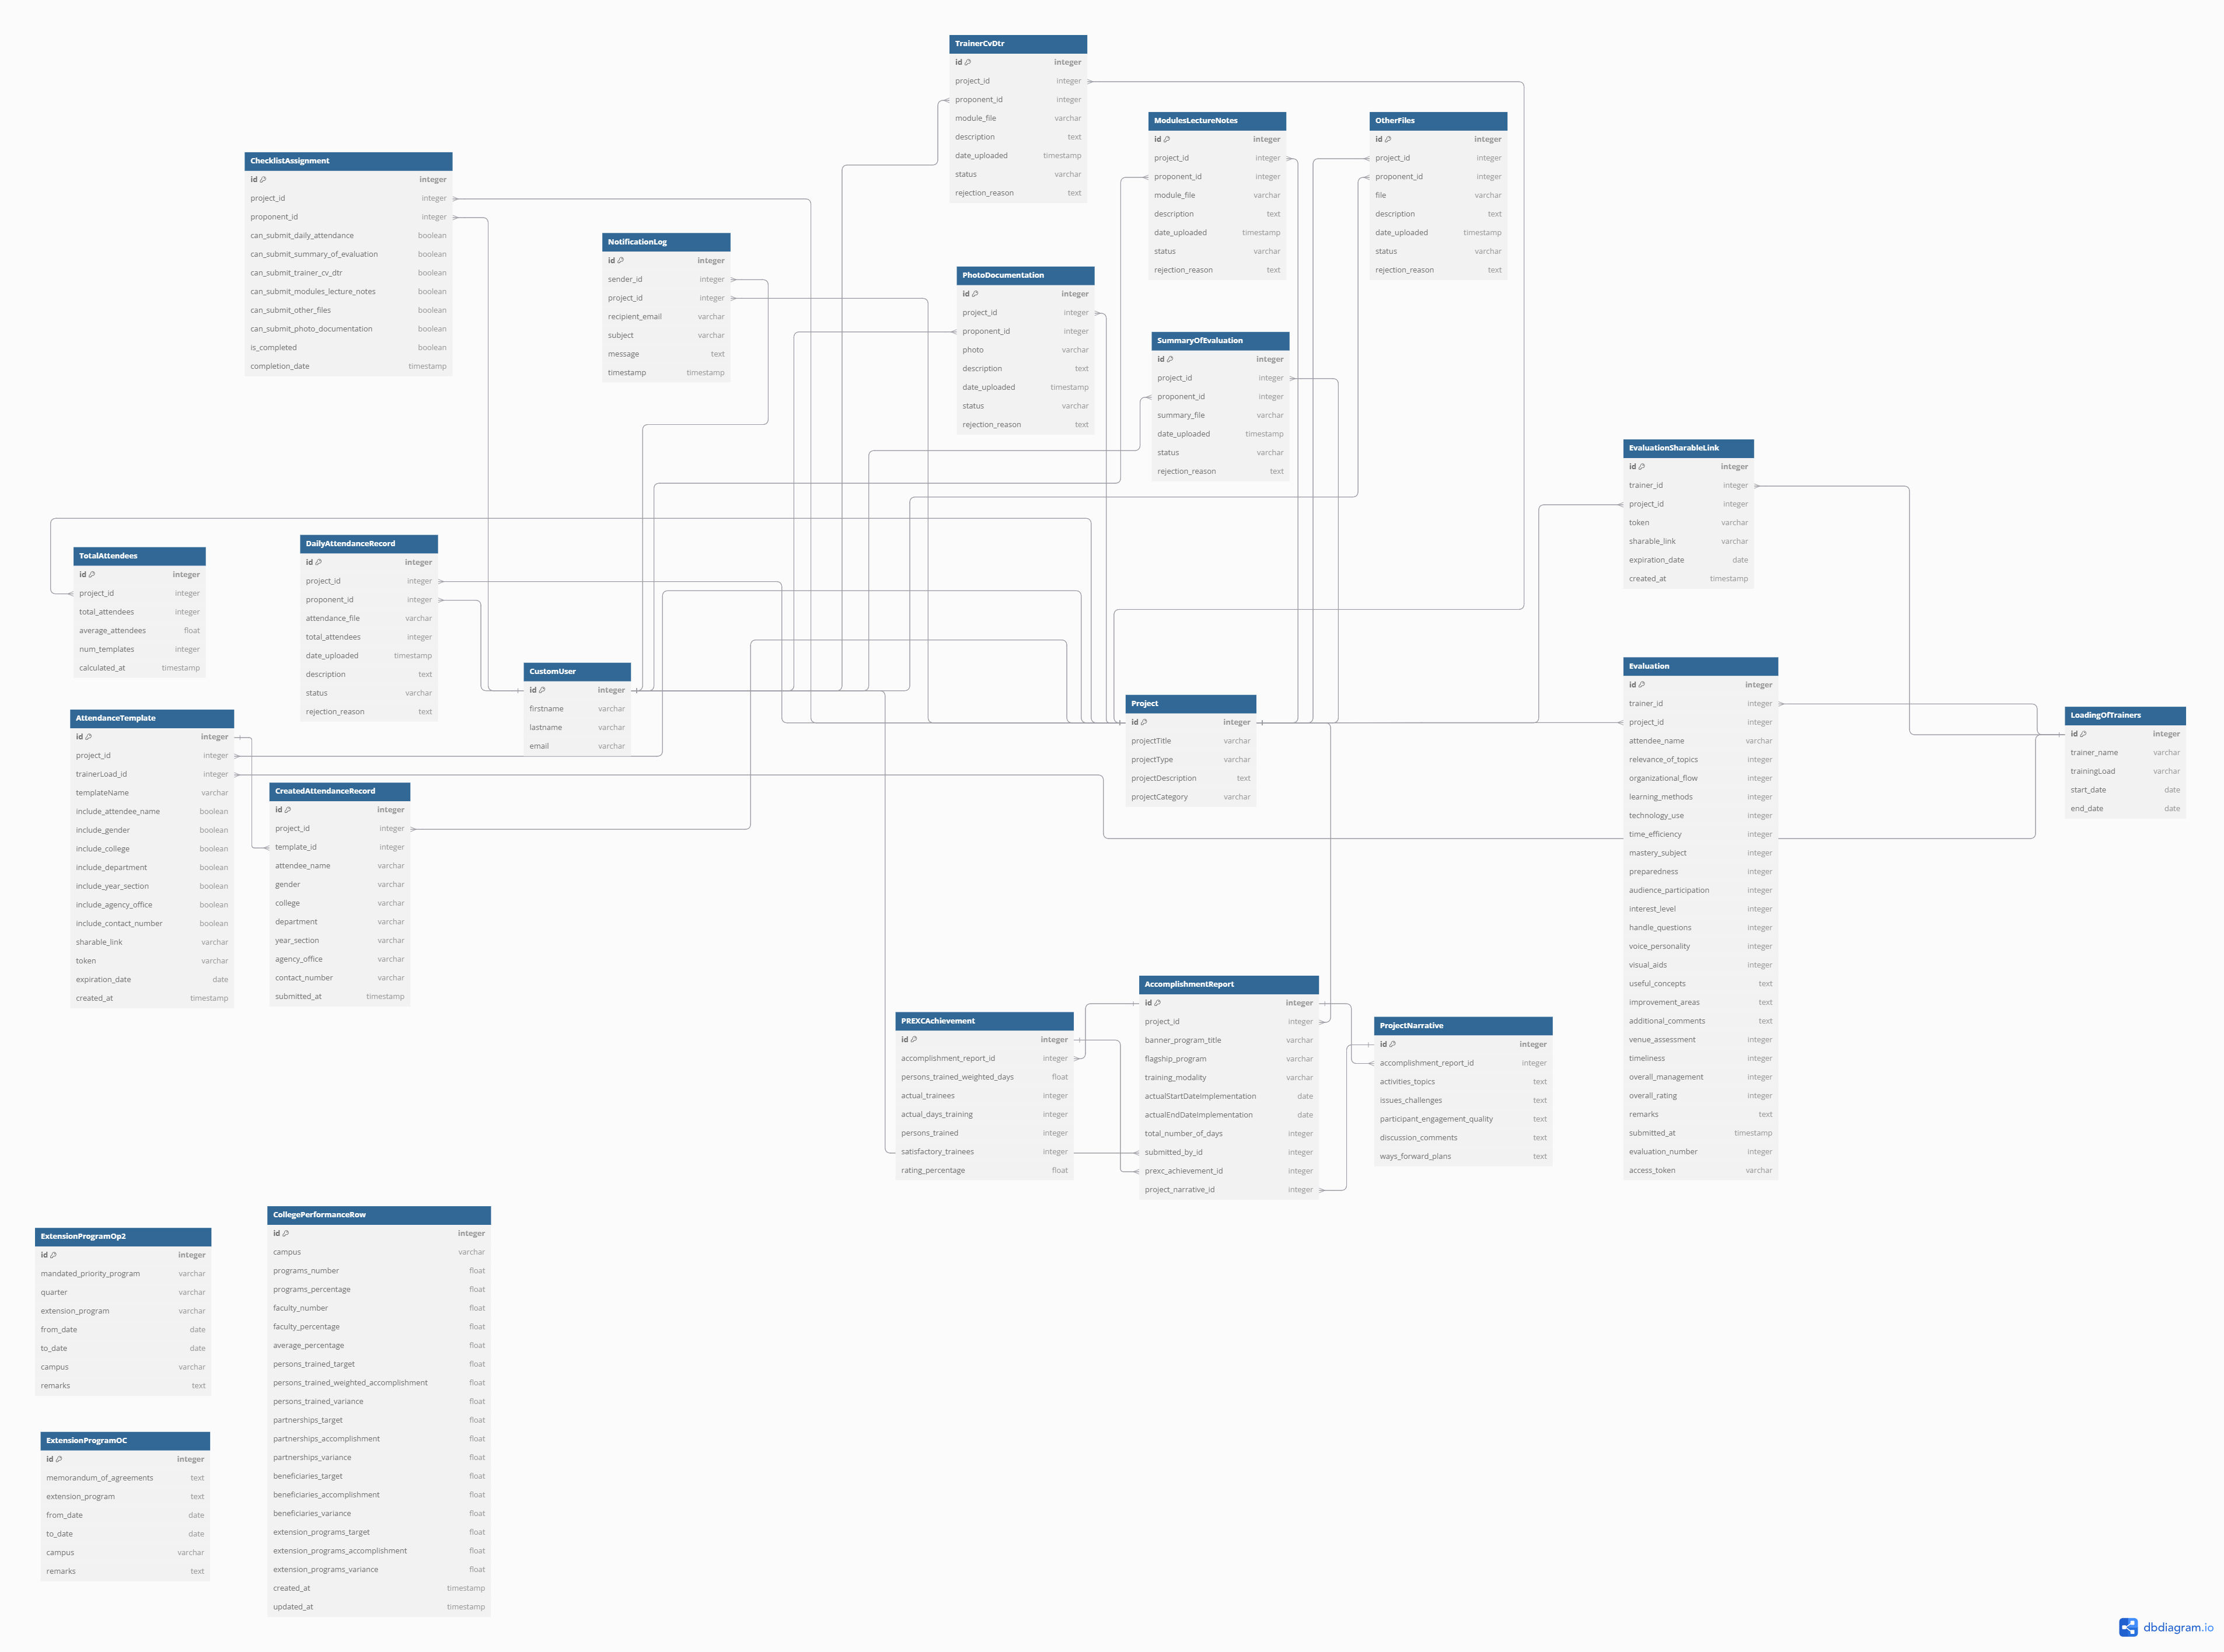 TrainerCvDtr
id integer
project_id integer
proponent_id integer
module_file varchar
description text
date_uploaded timestamp
status varchar
rejection_reason text
ModulesLectureNotes
id integer
project_id integer
proponent_id integer
module_file varchar
description text
date_uploaded timestamp
status varchar
rejection_reason text
OtherFiles
id integer
project_id integer
proponent_id integer
file varchar
description text
date_uploaded timestamp
status varchar
rejection_reason text
ChecklistAssignment
id integer
project_id integer
proponent_id integer
can_submit_daily_attendance boolean
can_submit_summary_of_evaluation boolean
can_submit_trainer_cv_dtr boolean
can_submit_modules_lecture_notes boolean
can_submit_other_files boolean
can_submit_photo_documentation boolean
is_completed boolean
completion_date timestamp
NotificationLog
id integer
sender_id integer
project_id integer
recipient_email varchar
subject varchar
message text
timestamp timestamp
PhotoDocumentation
id integer
project_id integer
proponent_id integer
photo varchar
description text
date_uploaded timestamp
status varchar
rejection_reason text
SummaryOfEvaluation
id integer
project_id integer
proponent_id integer
summary_file varchar
date_uploaded timestamp
status varchar
rejection_reason text
EvaluationSharableLink
id integer
trainer_id integer
project_id integer
token varchar
sharable_link varchar
expiration_date date
created_at timestamp
TotalAttendees
id integer
project_id integer
total_attendees integer
average_attendees float
num_templates integer
calculated_at timestamp
DailyAttendanceRecord
id integer
project_id integer
proponent_id integer
attendance_file varchar
total_attendees integer
date_uploaded timestamp
description text
status varchar
rejection_reason text
CustomUser
id integer
firstname varchar
lastname varchar
email varchar
Project
id integer
projectTitle varchar
projectType varchar
projectDescription text
projectCategory varchar
Evaluation
id integer
trainer_id integer
project_id integer
attendee_name varchar
relevance_of_topics integer
organizational_flow integer
learning_methods integer
technology_use integer
time_efficiency integer
mastery_subject integer
preparedness integer
audience_participation integer
interest_level integer
handle_questions integer
voice_personality integer
visual_aids integer
useful_concepts text
improvement_areas text
additional_comments text
venue_assessment integer
timeliness integer
overall_management integer
overall_rating integer
remarks text
submitted_at timestamp
evaluation_number integer
access_token varchar
LoadingOfTrainers
id integer
trainer_name varchar
trainingLoad varchar
start_date date
end_date date
AttendanceTemplate
id integer
project_id integer
trainerLoad_id integer
templateName varchar
include_attendee_name boolean
include_gender boolean
include_college boolean
include_department boolean
include_year_section boolean
include_agency_office boolean
include_contact_number boolean
sharable_link varchar
token varchar
expiration_date date
created_at timestamp
CreatedAttendanceRecord
id integer
project_id integer
template_id integer
attendee_name varchar
gender varchar
college varchar
department varchar
year_section varchar
agency_office varchar
contact_number varchar
submitted_at timestamp
PREXCAchievement
id integer
accomplishment_report_id integer
persons_trained_weighted_days float
actual_trainees integer
actual_days_training integer
persons_trained integer
satisfactory_trainees integer
rating_percentage float
AccomplishmentReport
id integer
project_id integer
banner_program_title varchar
flagship_program varchar
training_modality varchar
actualStartDateImplementation date
actualEndDateImplementation date
total_number_of_days integer
submitted_by_id integer
prexc_achievement_id integer
project_narrative_id integer
ProjectNarrative
id integer
accomplishment_report_id integer
activities_topics text
issues_challenges text
participant_engagement_quality text
discussion_comments text
ways_forward_plans text
ExtensionProgramOp2
id integer
mandated_priority_program varchar
quarter varchar
extension_program varchar
from_date date
to_date date
campus varchar
remarks text
CollegePerformanceRow
id integer
campus varchar
programs_number float
programs_percentage float
faculty_number float
faculty_percentage float
average_percentage float
persons_trained_target float
persons_trained_weighted_accomplishment float
persons_trained_variance float
partnerships_target float
partnerships_accomplishment float
partnerships_variance float
beneficiaries_target float
beneficiaries_accomplishment float
beneficiaries_variance float
extension_programs_target float
extension_programs_accomplishment float
extension_programs_variance float
created_at timestamp
updated_at timestamp
ExtensionProgramOC
id integer
memorandum_of_agreements text
extension_program text
from_date date
to_date date
campus varchar
remarks text
dbdiagram.io